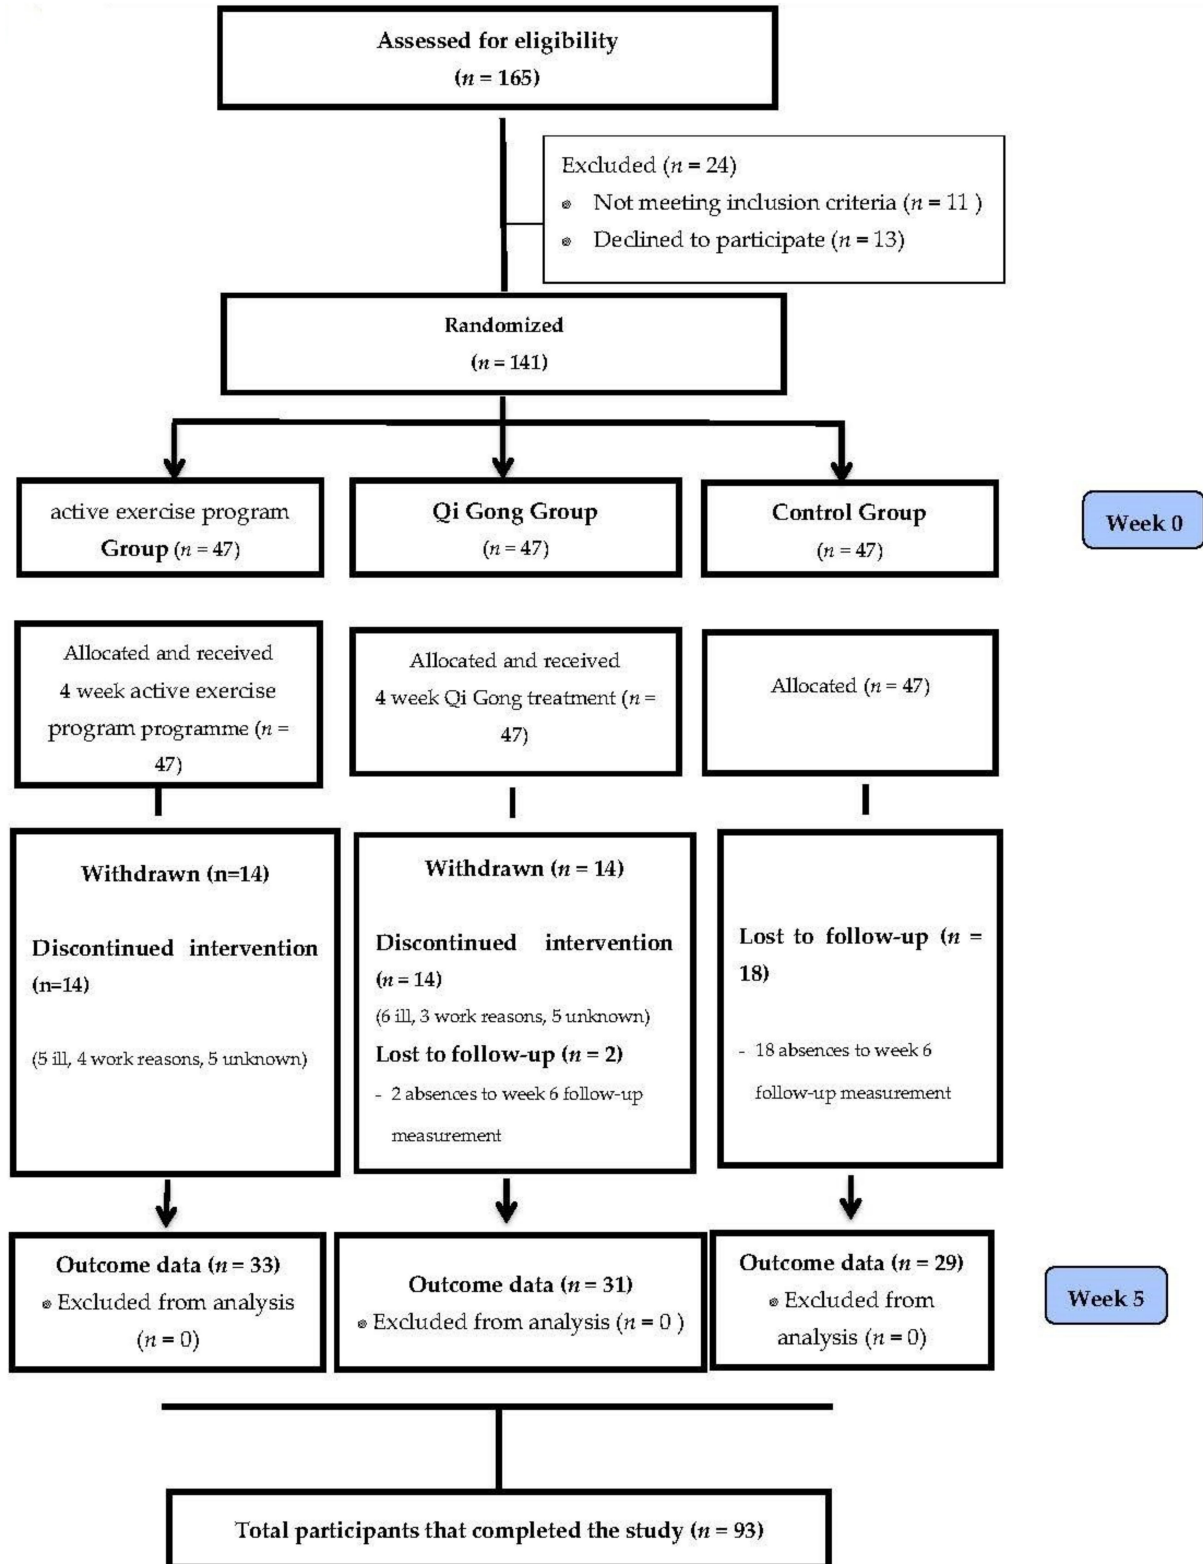 Assessed for eligibility
(n = 165)
Excluded (n = 24)
• Not meeting inclusion criteria (n = 11 )
• Declined to participate (n = 13)
Randomized
(n = 141)
active exercise program
Group (n = 47)
Qi Gong Group
(n = 47)
Control Group
(n = 47)
Week 0
Allocated and received
4 week active exercise
program programme (n =
47)
Allocated and received
4 week Qi Gong treatment (n =
47)
Allocated (n = 47)
Withdrawn (n=14)
Discontinued intervention
(n=14)
(5 ill, 4 work reasons, 5 unknown)
Withdrawn (n = 14)
Discontinued intervention
(n = 14)
(6 ill, 3 work reasons, 5 unknown)
Lost to follow-up (n = 2)
- 2 absences to week 6 follow-up
measurement
Lost to follow-up (n =
18)
- 18 absences to week 6
follow-up measurement
Outcome data (n = 33)
• Excluded from analysis
(n = 0)
Outcome data (n = 31)
• Excluded from analysis (n = 0 )
Outcome data (n = 29)
• Excluded from
analysis (n = 0)
Week 5
Total participants that completed the study (n = 93)